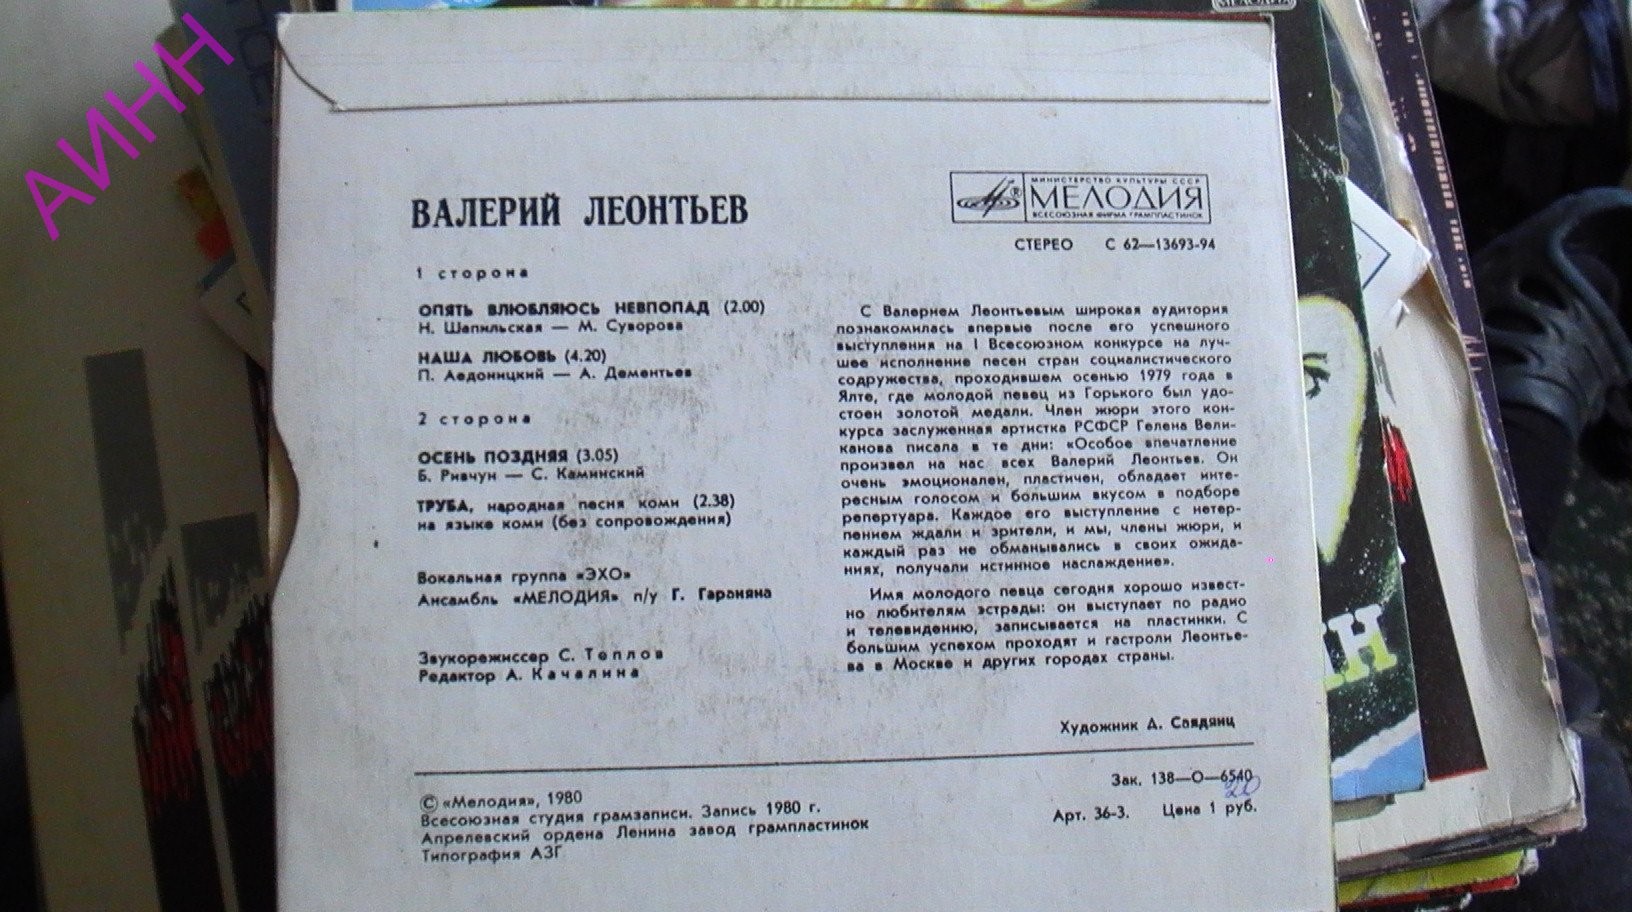 АИНН
МЕЛОДИЯ
ВАЛЕРИЙ ЛЕОНТЬЕВ
МИНИСТЕРСТВО КУЛЬТУРЫ СССР
МЕЛОДИЯ
ВСЕСОЮЗНАЯ ФИРМА ГРАМПЛАСТИНОК
СТЕРЕО С 62—13693-94
1 сторона
ОПЯТЬ ВЛЮБЛЯЮСЬ НЕВПОПАД (2.00)
Н. Шапильская — М. Суворова
НАША ЛЮБОВЬ (4.20)
П. Аедоницкий — А. Дементьев
2 сторона
ОСЕНЬ ПОЗДНЯЯ (3.05)
Б. Ривчун — С. Каминский
ТРУБА, народная песня коми (2.38)
на языке коми (без сопровождения)
Вокальная группа «ЭХО»
Ансамбль «МЕЛОДИЯ» п/у Г. Гараняна
Звукорежиссер С. Теплов
Редактор А. Качалина
С Валерием Леонтьевым широкая аудитория
познакомилась впервые после его успешного
выступления на I Всесоюзном конкурсе на луч-
шее исполнение песен стран социалистического
содружества, проходившем осенью 1979 года в
Ялте, где молодой певец из Горького был удо-
стоен золотой медали. Член жюри этого кон-
курса заслуженная артистка РСФСР Гелена Вели-
канова писала в те дни: «Особое впечатление
произвел на нас всех Валерий Леонтьев. Он
очень эмоционален, пластичен, обладает инте-
ресным голосом и большим вкусом в подборе
репертуара. Каждое его выступление с нетер-
пением ждали и зрители, и мы, члены жюри, и
каждый раз не обманывались в своих ожида-
ниях, получали истинное наслаждение».
Имя молодого певца сегодня хорошо извест-
но любителям эстрады: он выступает по радио
и телевидению, записывается на пластинки. С
большим успехом проходят и гастроли Леонтье-
ва в Москве и других городах страны.
Художник Д. Саядянц
Зак. 138—О—6540
Арт. 36-3. Цена 1 руб.
© «Мелодия», 1980
Всесоюзная студия грамзаписи. Запись 1980 г.
Апрелевский ордена Ленина завод грампластинок
Типография АЗГ